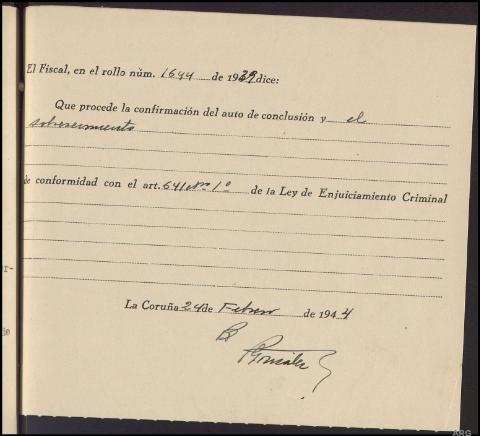 El Fiscal, en el rollo núm. 1644 de 1939 dice:
Que procede la confirmación del auto de conclusión y el
sobreseimiento
de conformidad con el art. 641 nº 1º de la Ley de Enjuiciamiento Criminal
r-
La Coruña 24 de Febrero de 1944
González
ARG